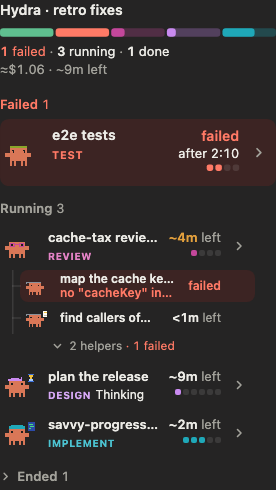 Hydra · retro fixes
1 failed · 3 running · 1 done
≈$1.06 · ~9m left
Failed 1
e2e tests failed
TEST after 2:10
Running 3
cache-tax revie... ~4m left
REVIEW
map the cache ke... failed
no "cacheKey" in...
find callers of... <1m left
2 helpers · 1 failed
plan the release ~9m left
DESIGN Thinking
savvy-progress... ~2m left
IMPLEMENT
Ended 1